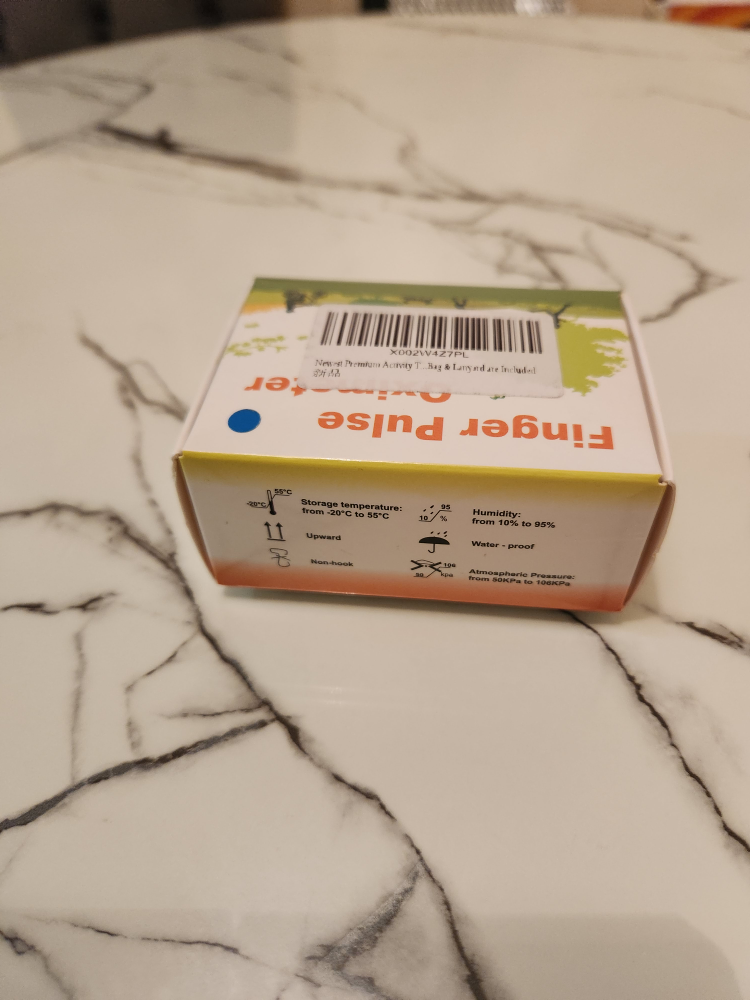 X002W4Z7PL
Newest Premium Activity T...Bag & Lanyard are Included
Oximeter
Finger Pulse
55°C
-20°C
Storage temperature:
from -20°C to 55°C
95
10 %
Humidity:
from 10% to 95%
Upward
Water - proof
Non-hook
106
50 kpa
Atmospheric Pressure:
from 50KPa to 106KPa